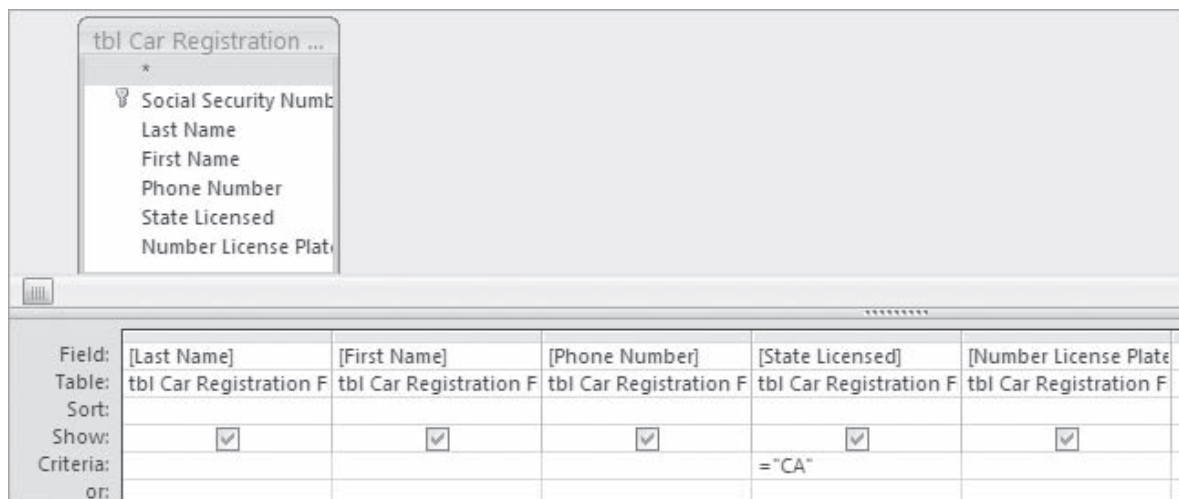 tbl Car Registration ...
*
Social Security Numb
Last Name
First Name
Phone Number
State Licensed
Number License Plat
Field: [Last Name] [First Name] [Phone Number] [State Licensed] [Number License Plate
Table: tbl Car Registration F tbl Car Registration F tbl Car Registration F tbl Car Registration F tbl Car Registration F
Sort:
Show:
Criteria: ="CA"
or: